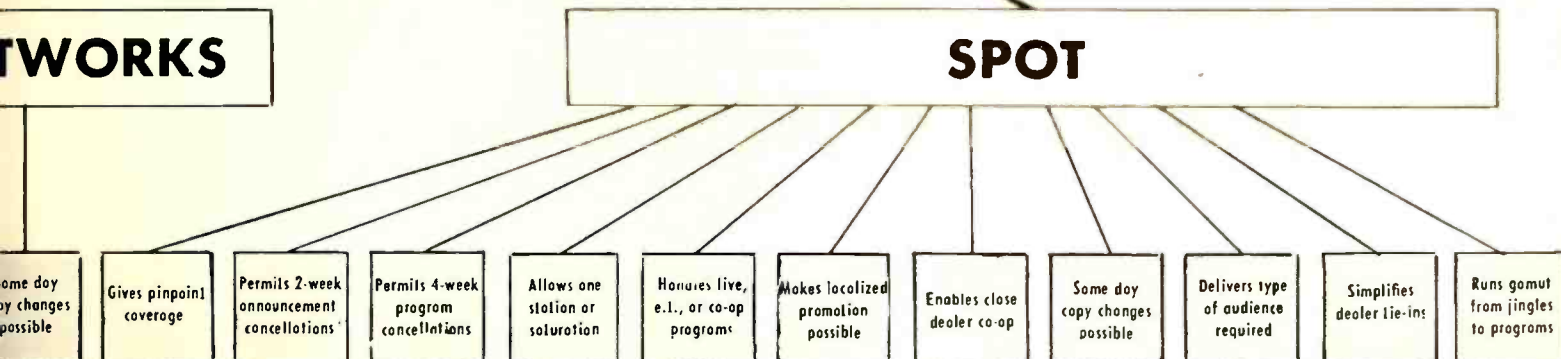 TWORKS
SPOT
ame day
py changes
possible
Gives pinpoint
coverage
Permits 2-week
announcement
cancellations
Permits 4-week
program
cancellations
Allows one
station or
saturation
Handles live,
e.t., or co-op
programs
Makes localized
promotion
possible
Enables close
dealer co-op
Same day
copy changes
possible
Delivers type
of audience
required
Simplifies
dealer tie-ins
Runs gamut
from jingles
to programs